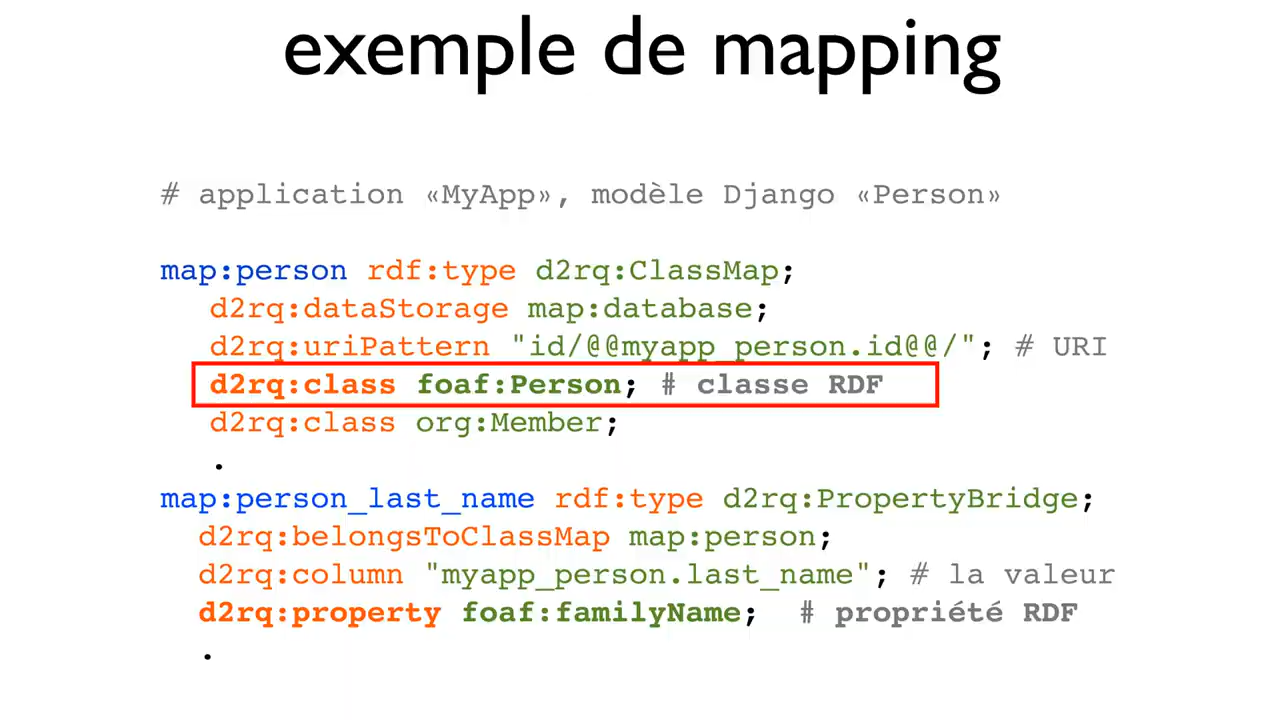 exemple de mapping
# application «MyApp», modèle Django «Person»
map:person rdf:type d2rq:ClassMap;
d2rq:dataStorage map:database;
d2rq:uriPattern "id/@@myapp_person.id@@/"; # URI
d2rq:class foaf:Person; # classe RDF
d2rq:class org:Member;
.
map:person_last_name rdf:type d2rq:PropertyBridge;
d2rq:belongsToClassMap map:person;
d2rq:column "myapp_person.last_name"; # la valeur
d2rq:property foaf:familyName; # propriété RDF
.